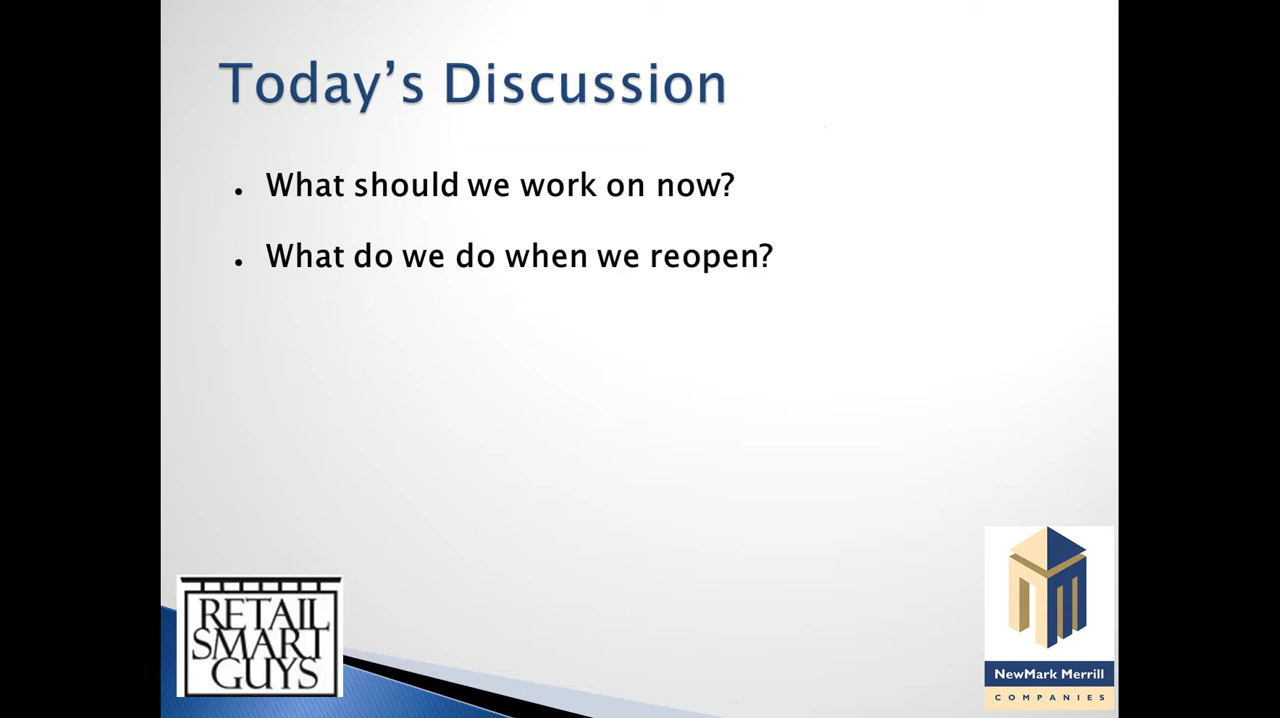 Today's Discussion
• What should we work on now?
• What do we do when we reopen?
RETAIL
SMART
GUYS
NewMark Merrill
COMPANIES